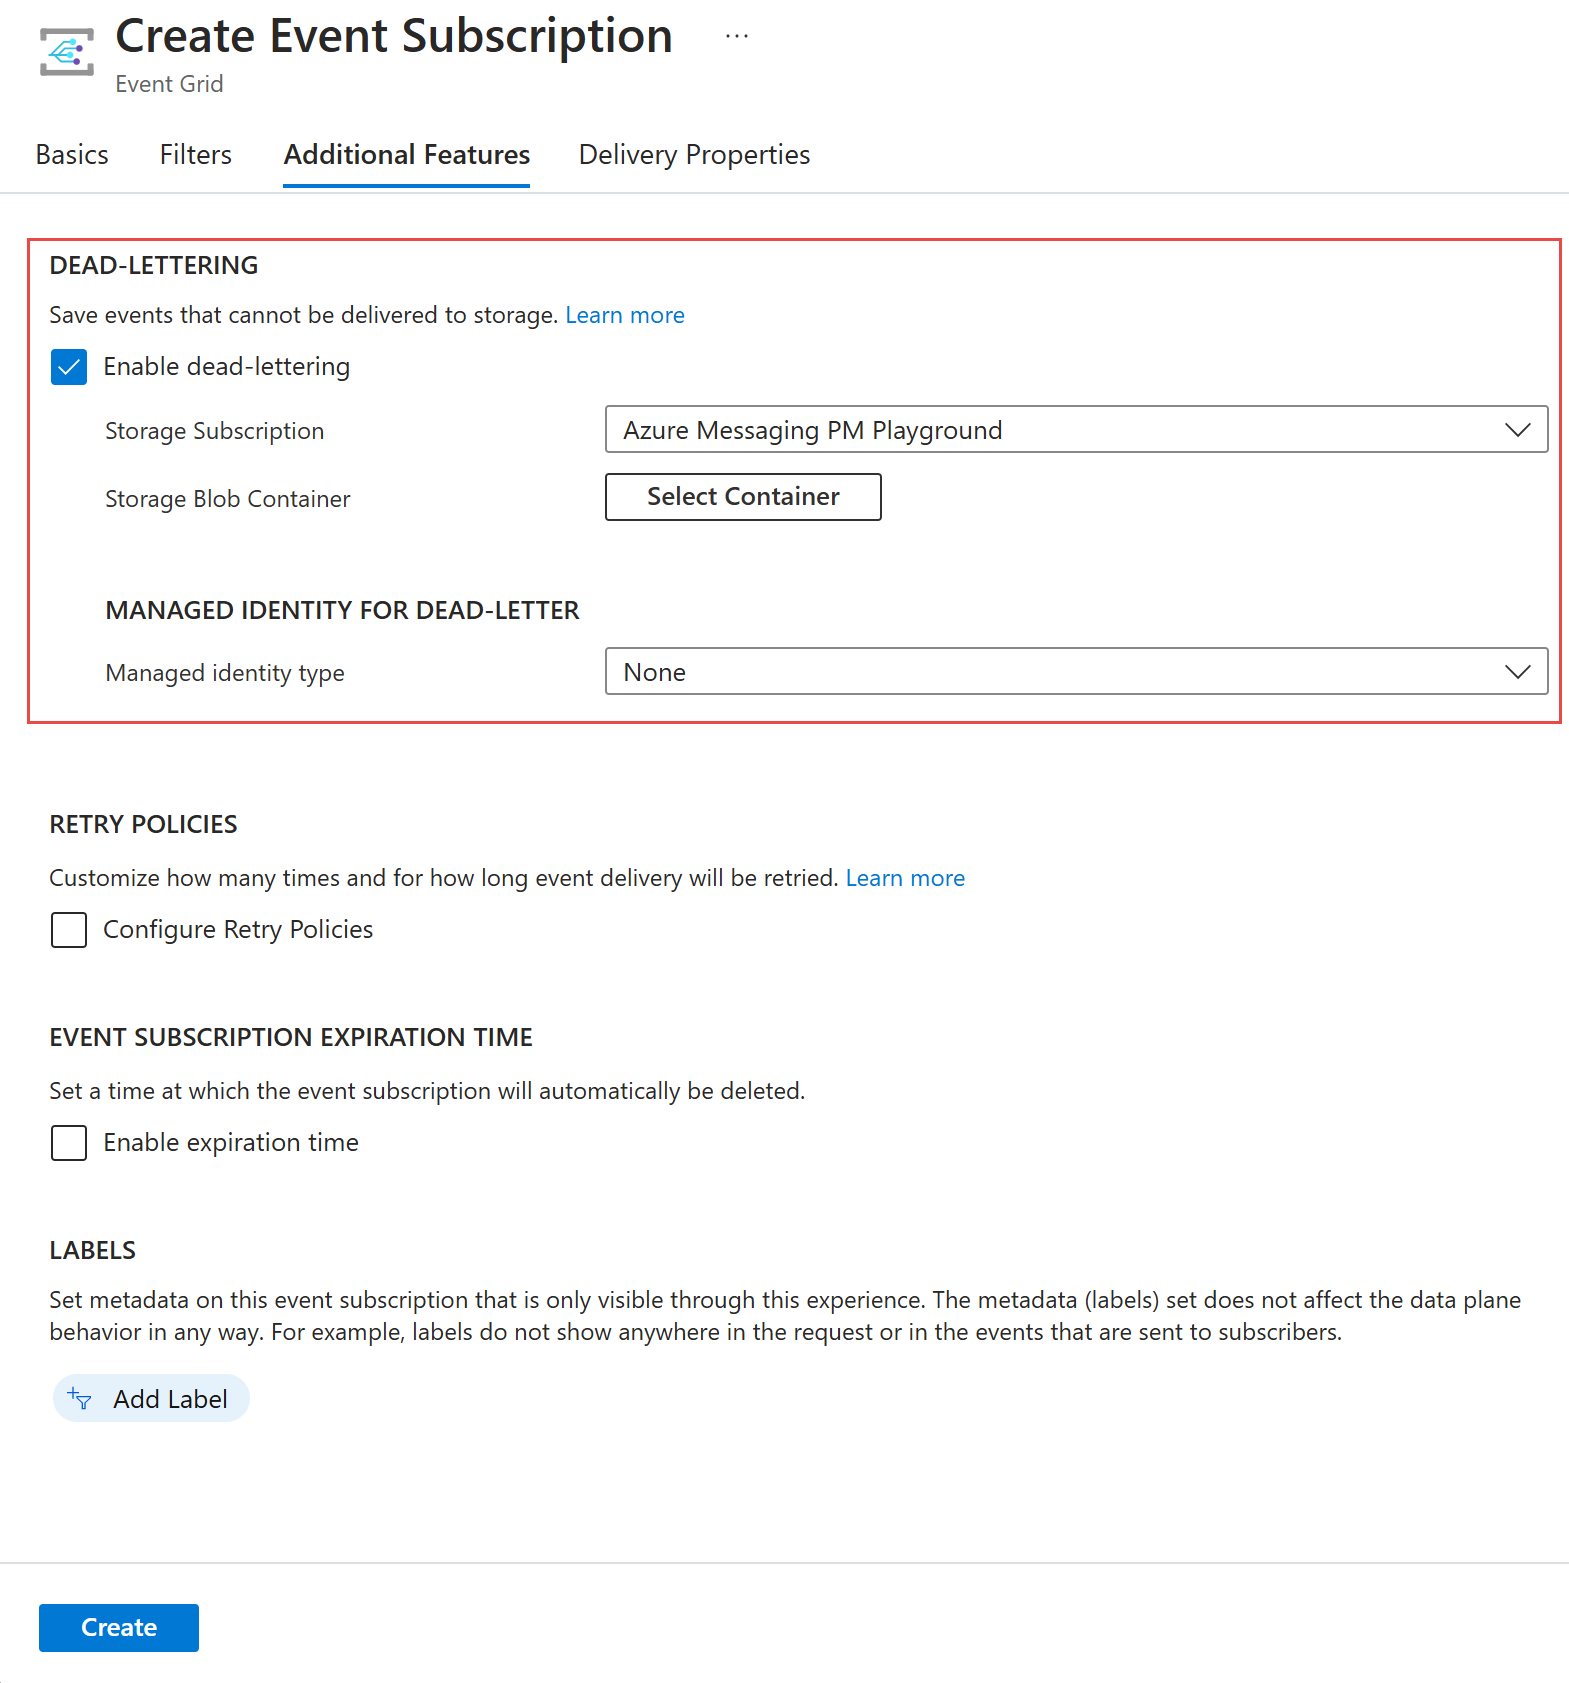 Create Event Subscription ...
Event Grid
Basics Filters Additional Features Delivery Properties
DEAD-LETTERING
Save events that cannot be delivered to storage. Learn more
Enable dead-lettering
Storage Subscription Azure Messaging PM Playground
Storage Blob Container Select Container
MANAGED IDENTITY FOR DEAD-LETTER
Managed identity type None
RETRY POLICIES
Customize how many times and for how long event delivery will be retried. Learn more
Configure Retry Policies
EVENT SUBSCRIPTION EXPIRATION TIME
Set a time at which the event subscription will automatically be deleted.
Enable expiration time
LABELS
Set metadata on this event subscription that is only visible through this experience. The metadata (labels) set does not affect the data plane
behavior in any way. For example, labels do not show anywhere in the request or in the events that are sent to subscribers.
Add Label
Create